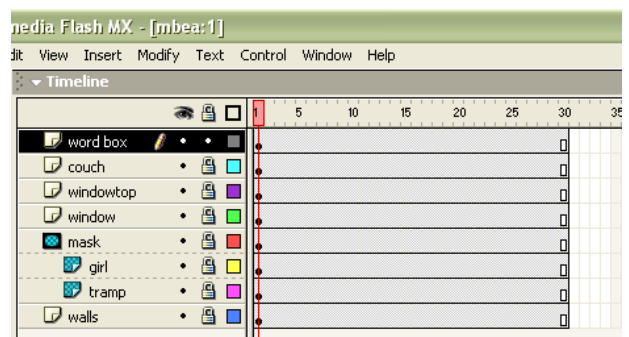 media Flash MX - [mbea:1]
dit View Insert Modify Text Control Window Help
Timeline
1 5 10 15 20 25 30 35
word box
couch
windowtop
window
mask
girl
tramp
walls